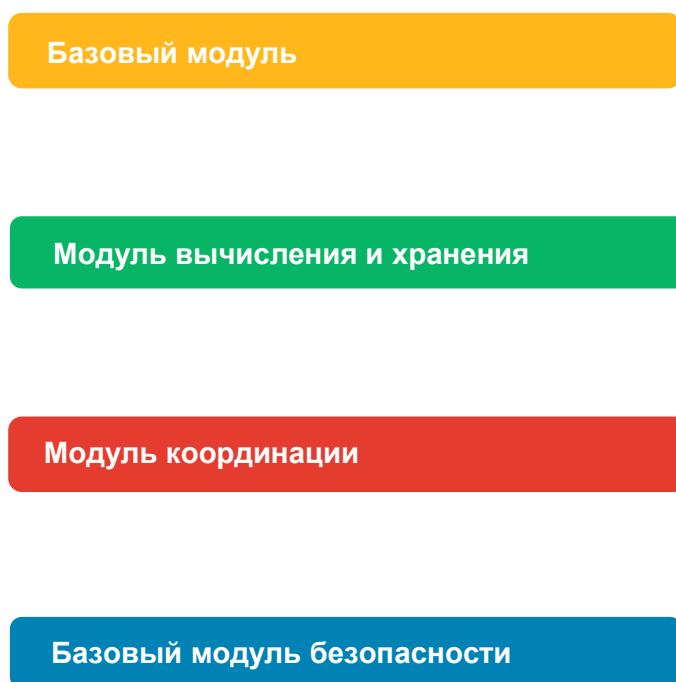 Базовый модуль
Модуль вычисления и хранения
Модуль координации
Базовый модуль безопасности